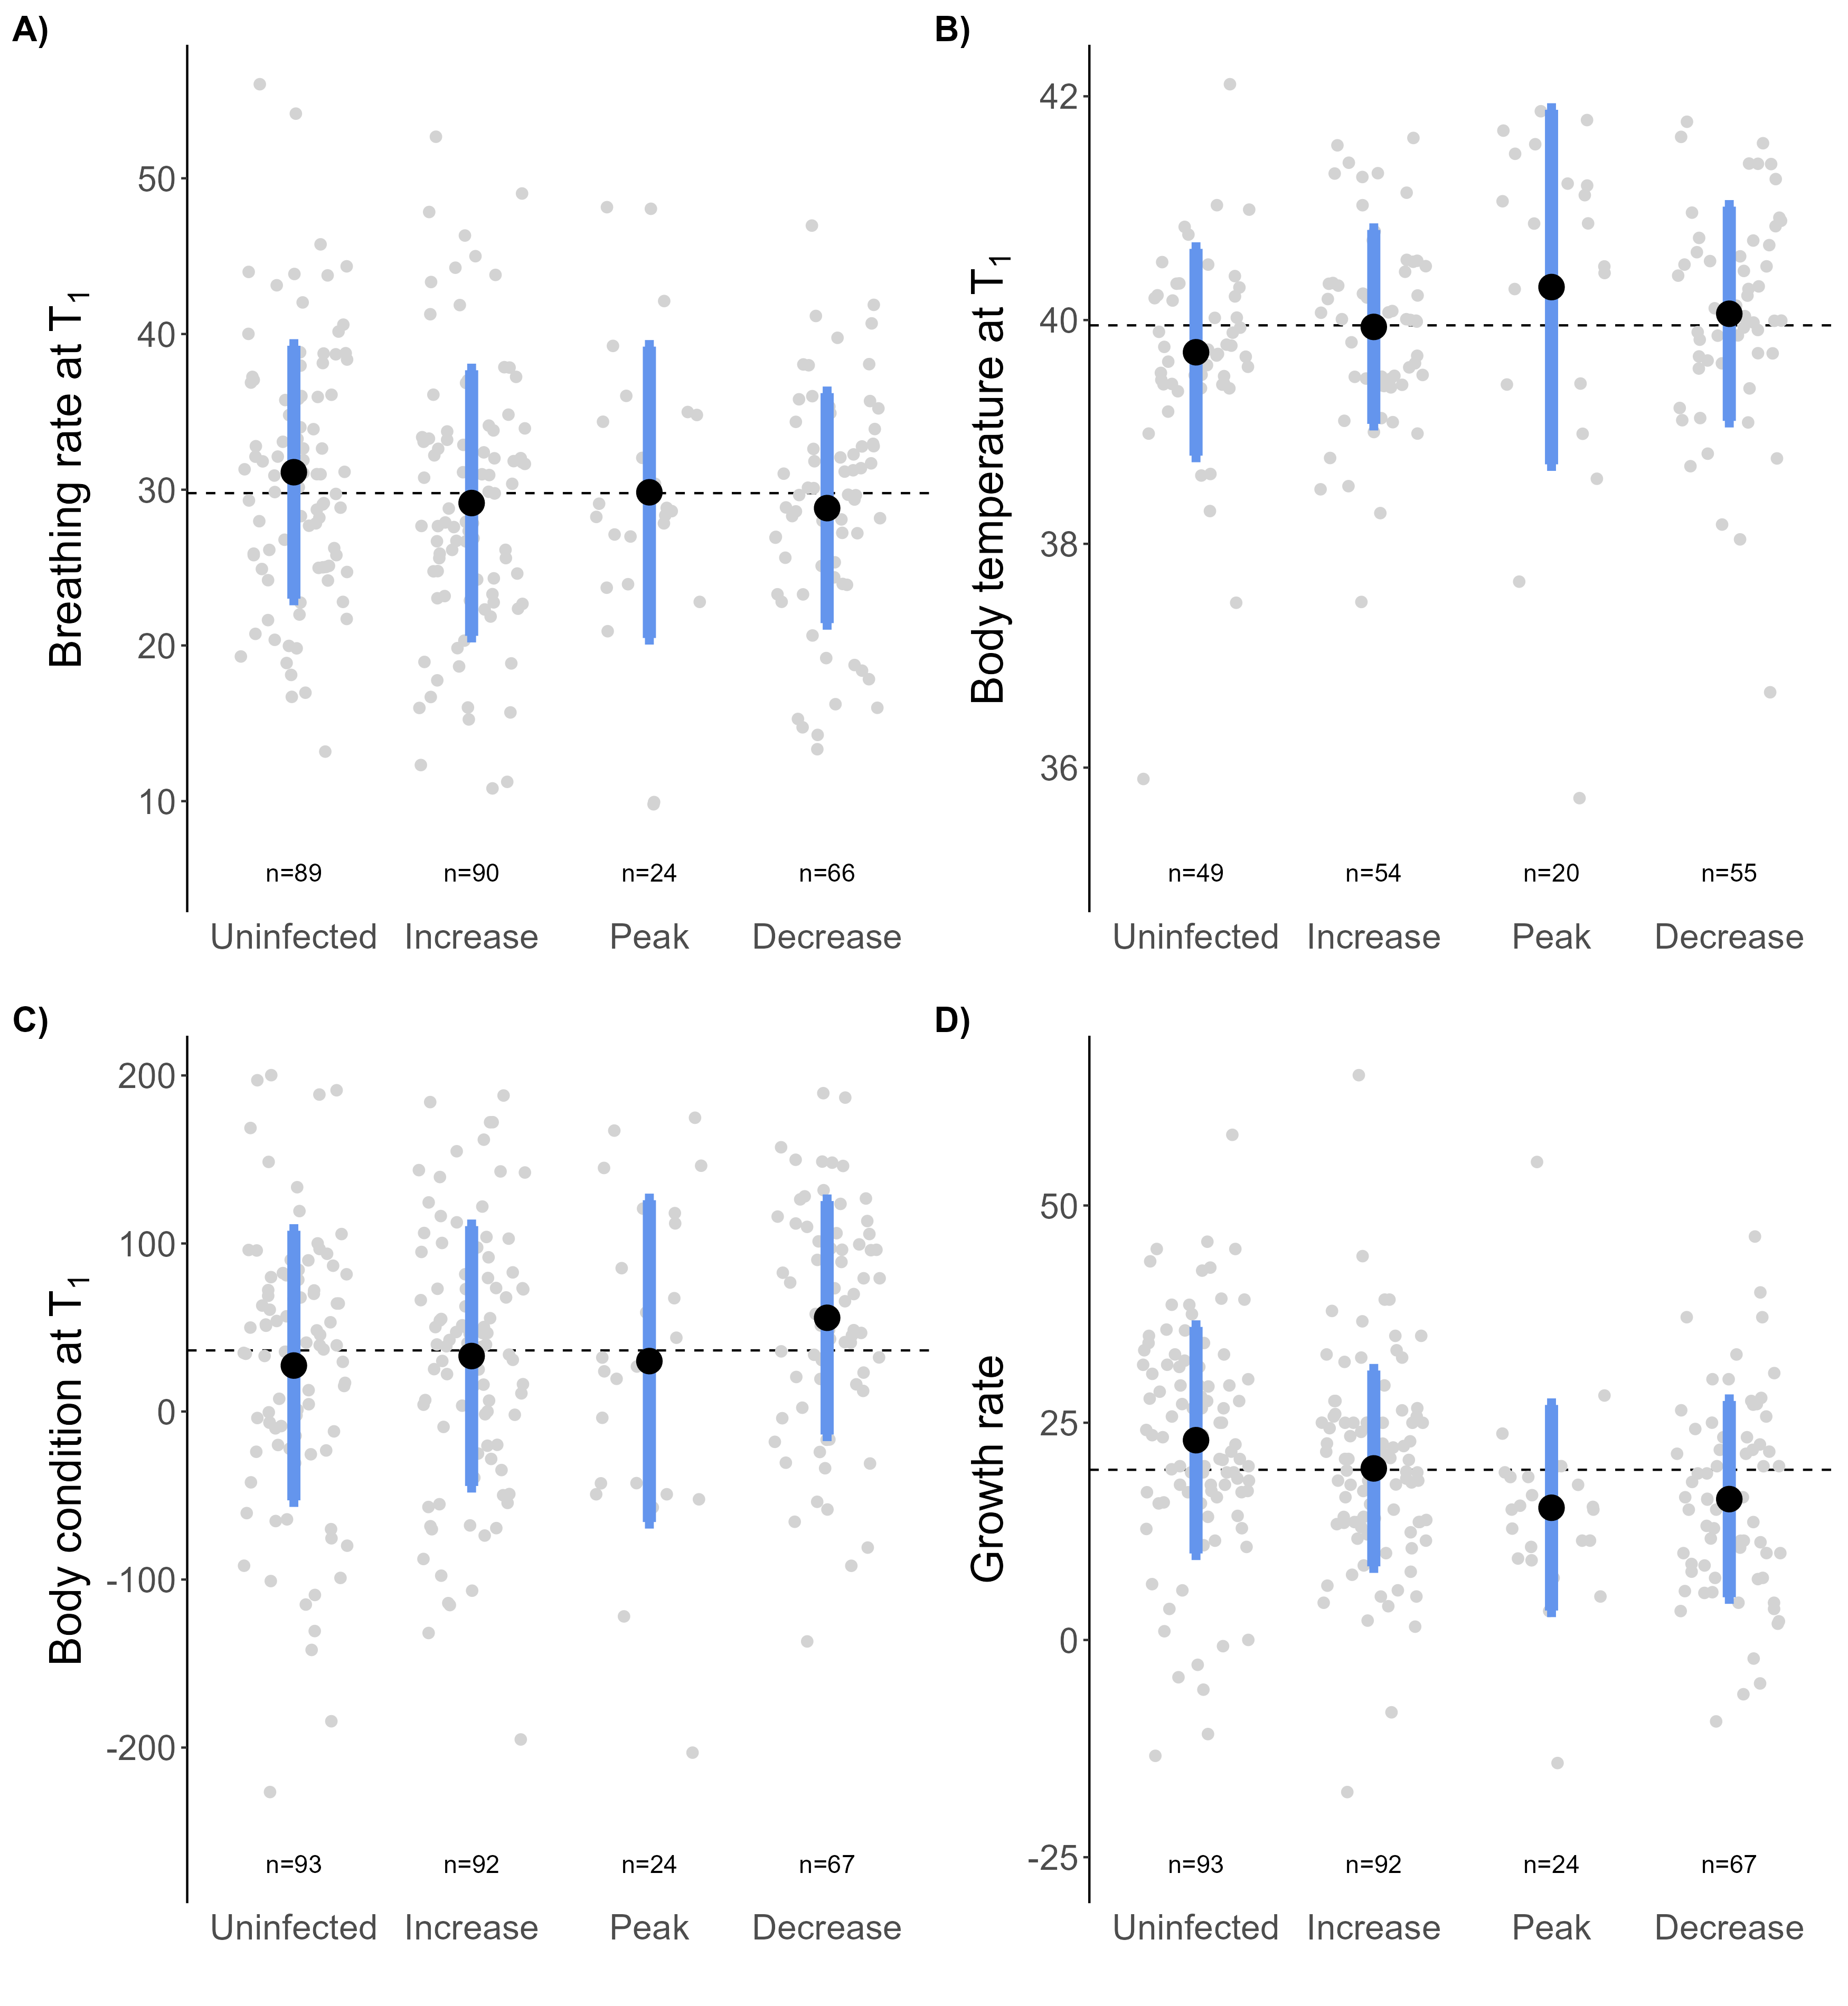 A)
Breathing rate at T1
50
40
30
20
10
n=89 n=90 n=24 n=66
Uninfected Increase Peak Decrease
B)
Body temperature at T1
42
40
38
36
n=49 n=54 n=20 n=55
Uninfected Increase Peak Decrease
C)
Body condition at T1
200
100
0
-100
-200
n=93 n=92 n=24 n=67
Uninfected Increase Peak Decrease
D)
Growth rate
50
25
0
-25
n=93 n=92 n=24 n=67
Uninfected Increase Peak Decrease